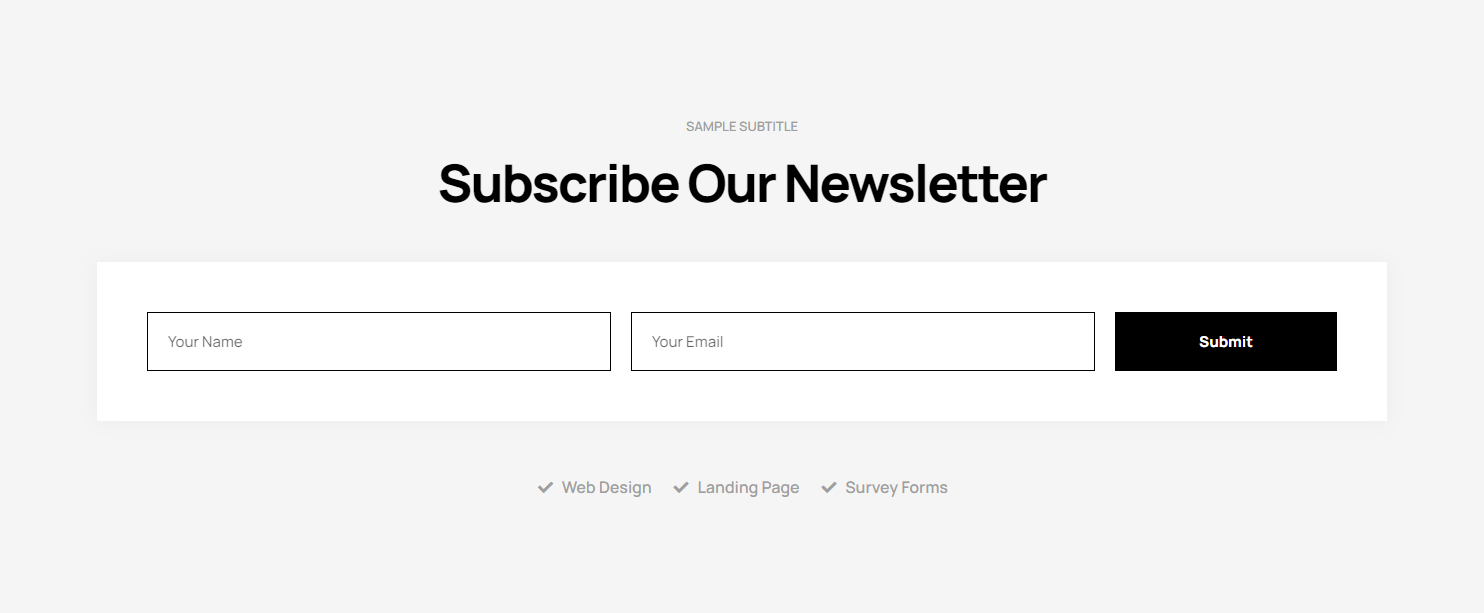 SAMPLE SUBTITLE
Subscribe Our Newsletter
Your Name
Your Email
Submit
Web Design
Landing Page
Survey Forms